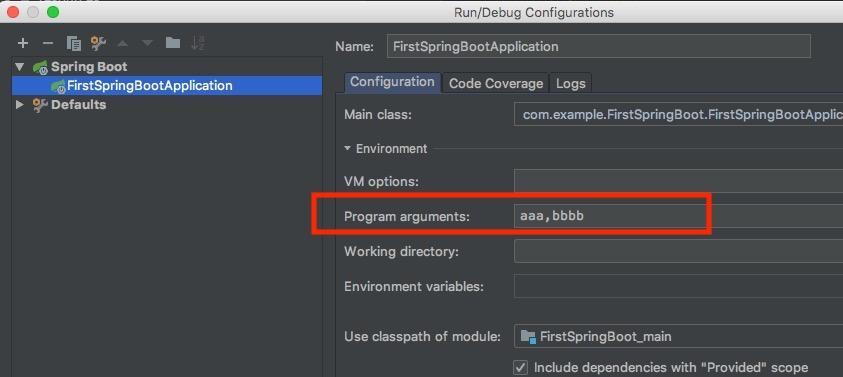 Run/Debug Configurations
Name: FirstSpringBootApplication
Spring Boot
FirstSpringBootApplication
Defaults
Configuration Code Coverage Logs
Main class: com.example.FirstSpringBoot.FirstSpringBootApplic
Environment
VM options:
Program arguments: aaa,bbbb
Working directory:
Environment variables:
Use classpath of module: FirstSpringBoot_main
Include dependencies with "Provided" scope